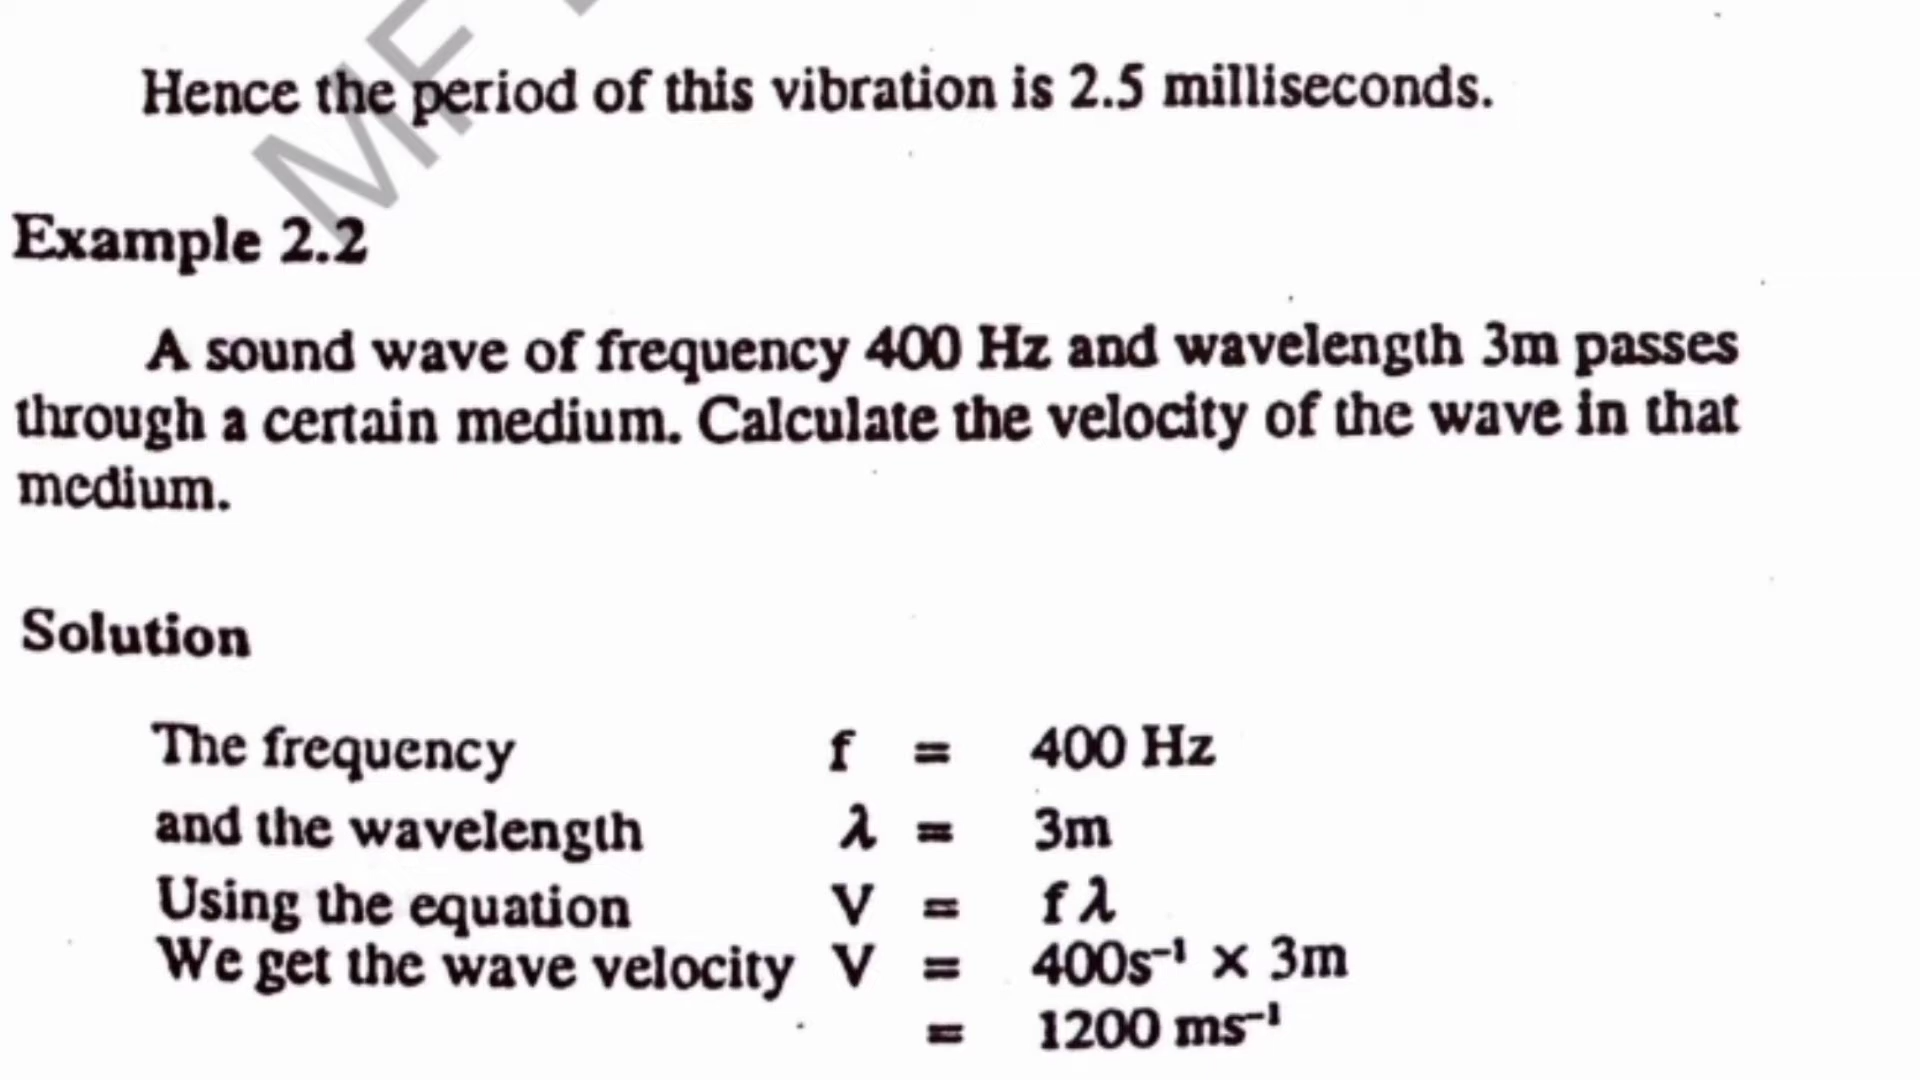 Hence the period of this vibration is 2.5 milliseconds.
Example 2.2
A sound wave of frequency 400 Hz and wavelength 3m passes
through a certain medium. Calculate the velocity of the wave in that
medium.
Solution
The frequency f = 400 Hz
and the wavelength λ = 3m
Using the equation V = f λ
We get the wave velocity V = 400s⁻¹ × 3m
= 1200 ms⁻¹